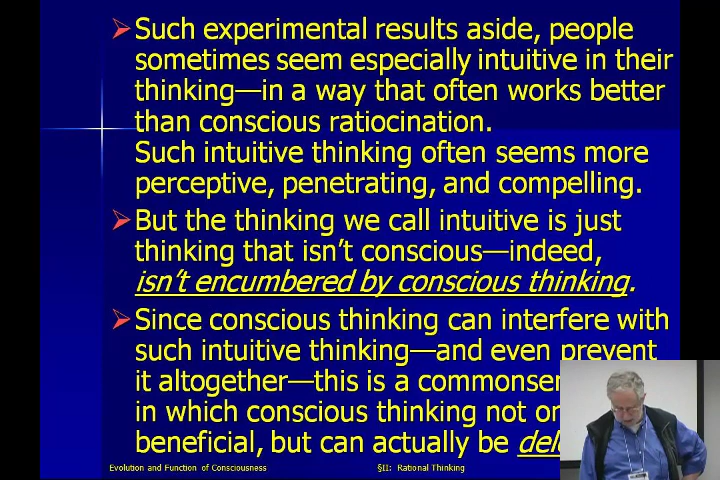 Such experimental results aside, people
sometimes seem especially intuitive in their
thinking—in a way that often works better
than conscious ratiocination.
Such intuitive thinking often seems more
perceptive, penetrating, and compelling.
But the thinking we call intuitive is just
thinking that isn't conscious—indeed,
isn't encumbered by conscious thinking.
Since conscious thinking can interfere with
such intuitive thinking—and even prevent
it altogether—this is a
in which conscious thinking not
beneficial, but can actually be
Evolution and Function of Consciousness §II: Rational Thinking